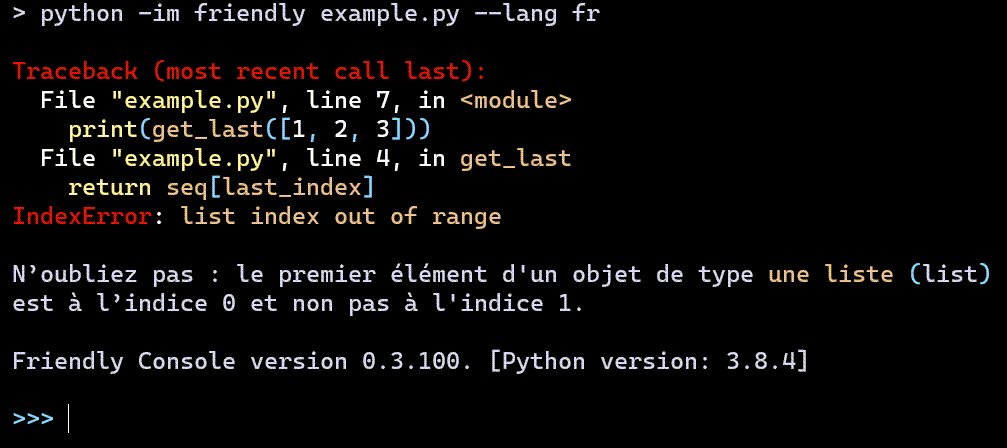 > python -im friendly example.py --lang fr
Traceback (most recent call last):
  File "example.py", line 7, in <module>
    print(get_last([1, 2, 3]))
  File "example.py", line 4, in get_last
    return seq[last_index]
IndexError: list index out of range
N’oubliez pas : le premier élément d'un objet de type une liste (list)
est à l’indice 0 et non pas à l'indice 1.
Friendly Console version 0.3.100. [Python version: 3.8.4]
>>>